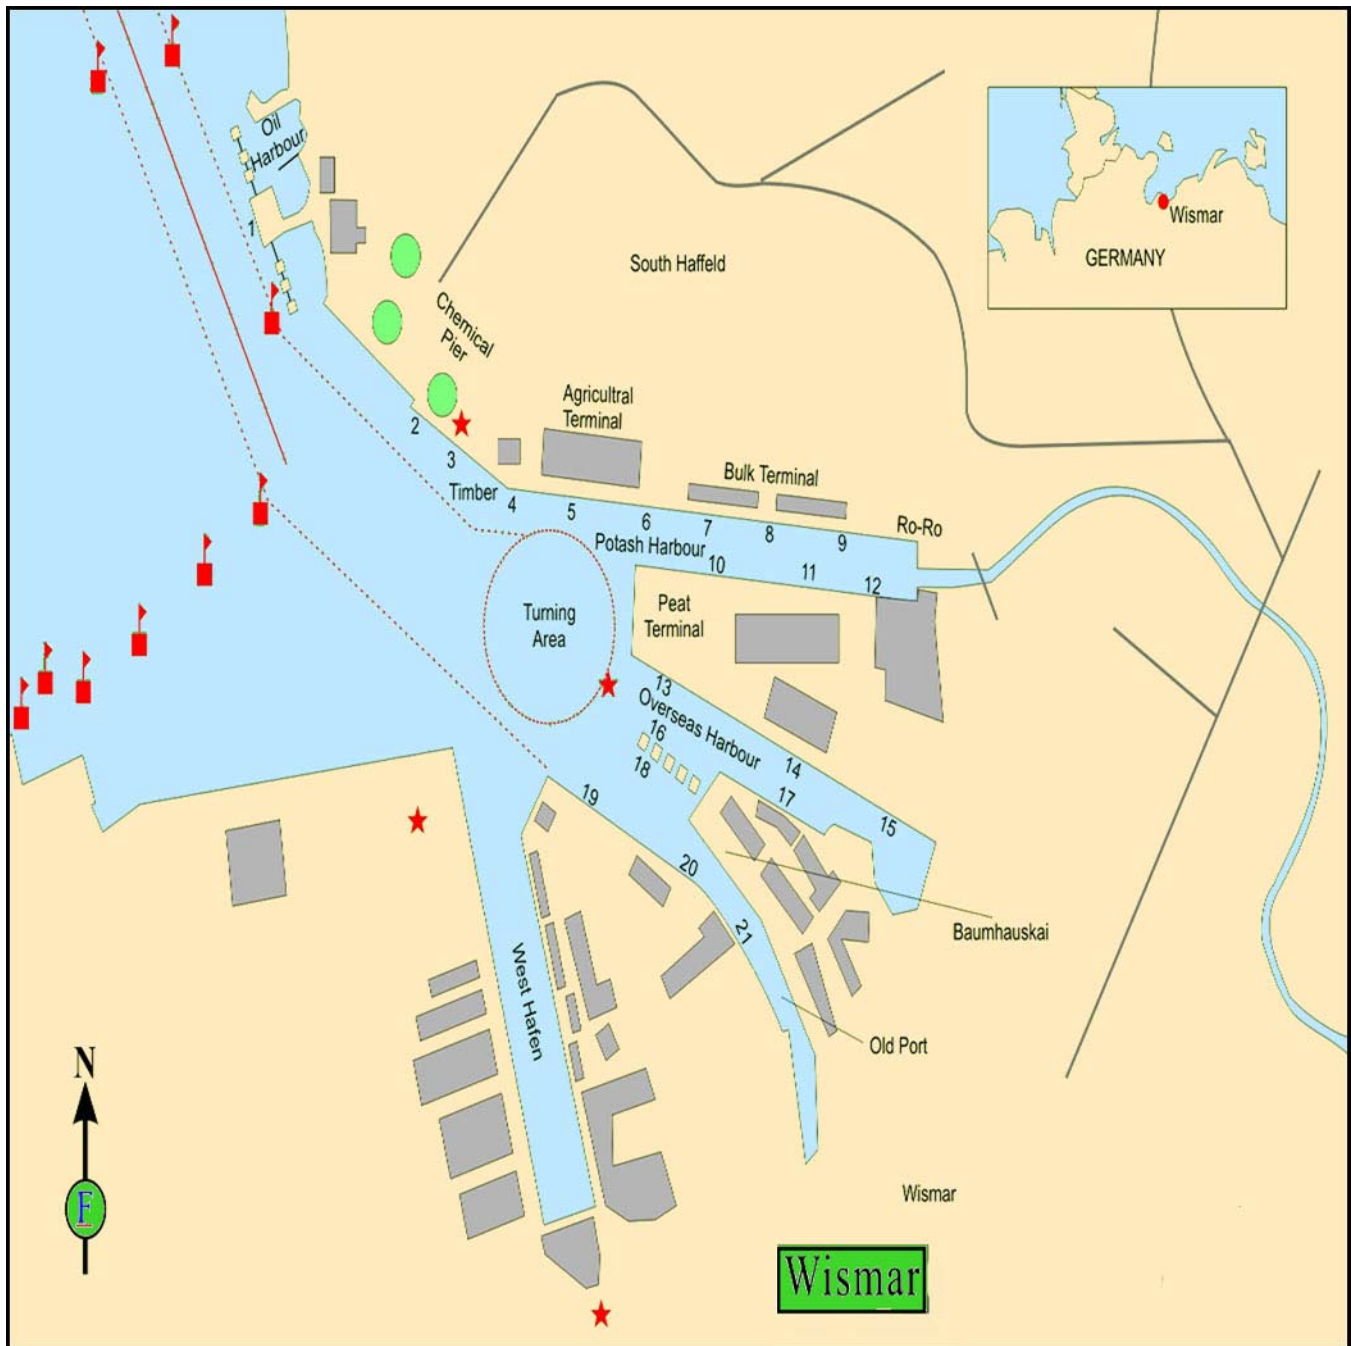 Oil
Harbour
1
Wismar
GERMANY
South Haffeld
Chemical
Pier
Agricultral
Terminal
2
3
Timber
4
5
6
Bulk Terminal
7
8
9
Ro-Ro
Potash Harbour
10
11
12
Turning
Area
Peat
Terminal
13
Overseas Harbour
16
18
14
17
15
19
20
21
Baumhauskai
West Hafen
Old Port
N
F
Wismar
Wismar